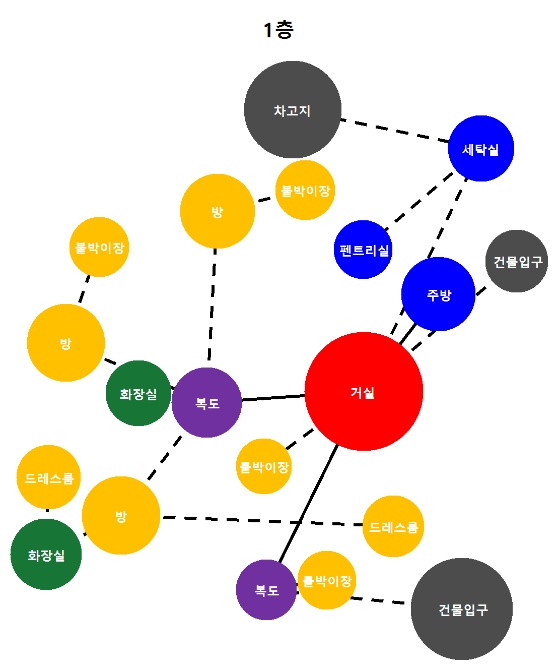 1층
차고지
세탁실
붙박이장
방
붙박이장
펜트리실
건물입구
주방
방
화장실
복도
거실
붙박이장
드레스룸
방
드레스룸
화장실
복도
붙박이장
건물입구